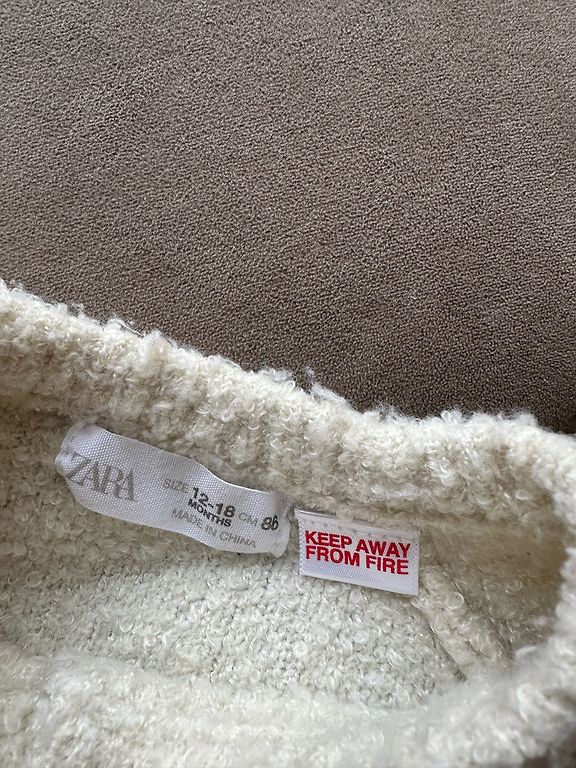 ZARA
SIZE 12-18 CM 86
MONTHS
MADE IN CHINA
KEEP AWAY
FROM FIRE